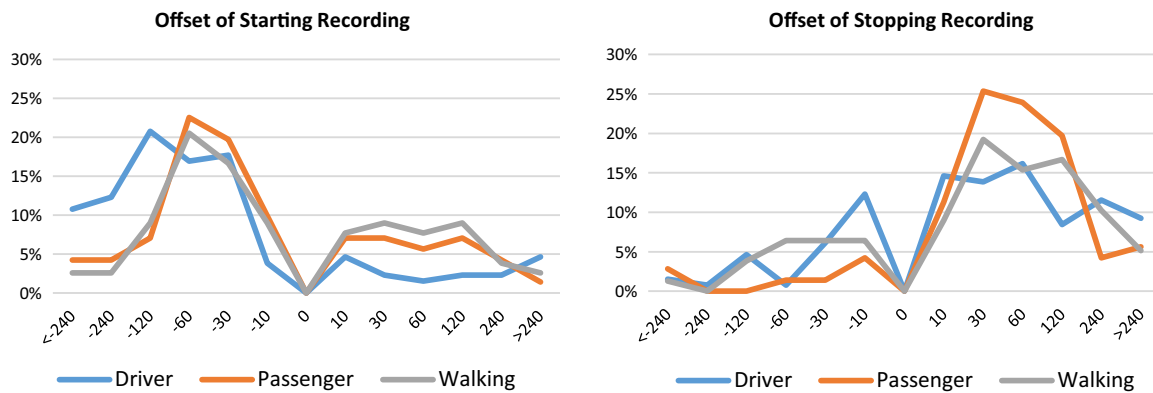 Offset of Starting Recording
30%
25%
20%
15%
10%
5%
0%
<-240 -240 -120 -60 -30 -10 0 10 30 60 120 240 >240
Driver Passenger Walking
Offset of Stopping Recording
30%
25%
20%
15%
10%
5%
0%
<-240 -240 -120 -60 -30 -10 0 10 30 60 120 240 >240
Driver Passenger Walking